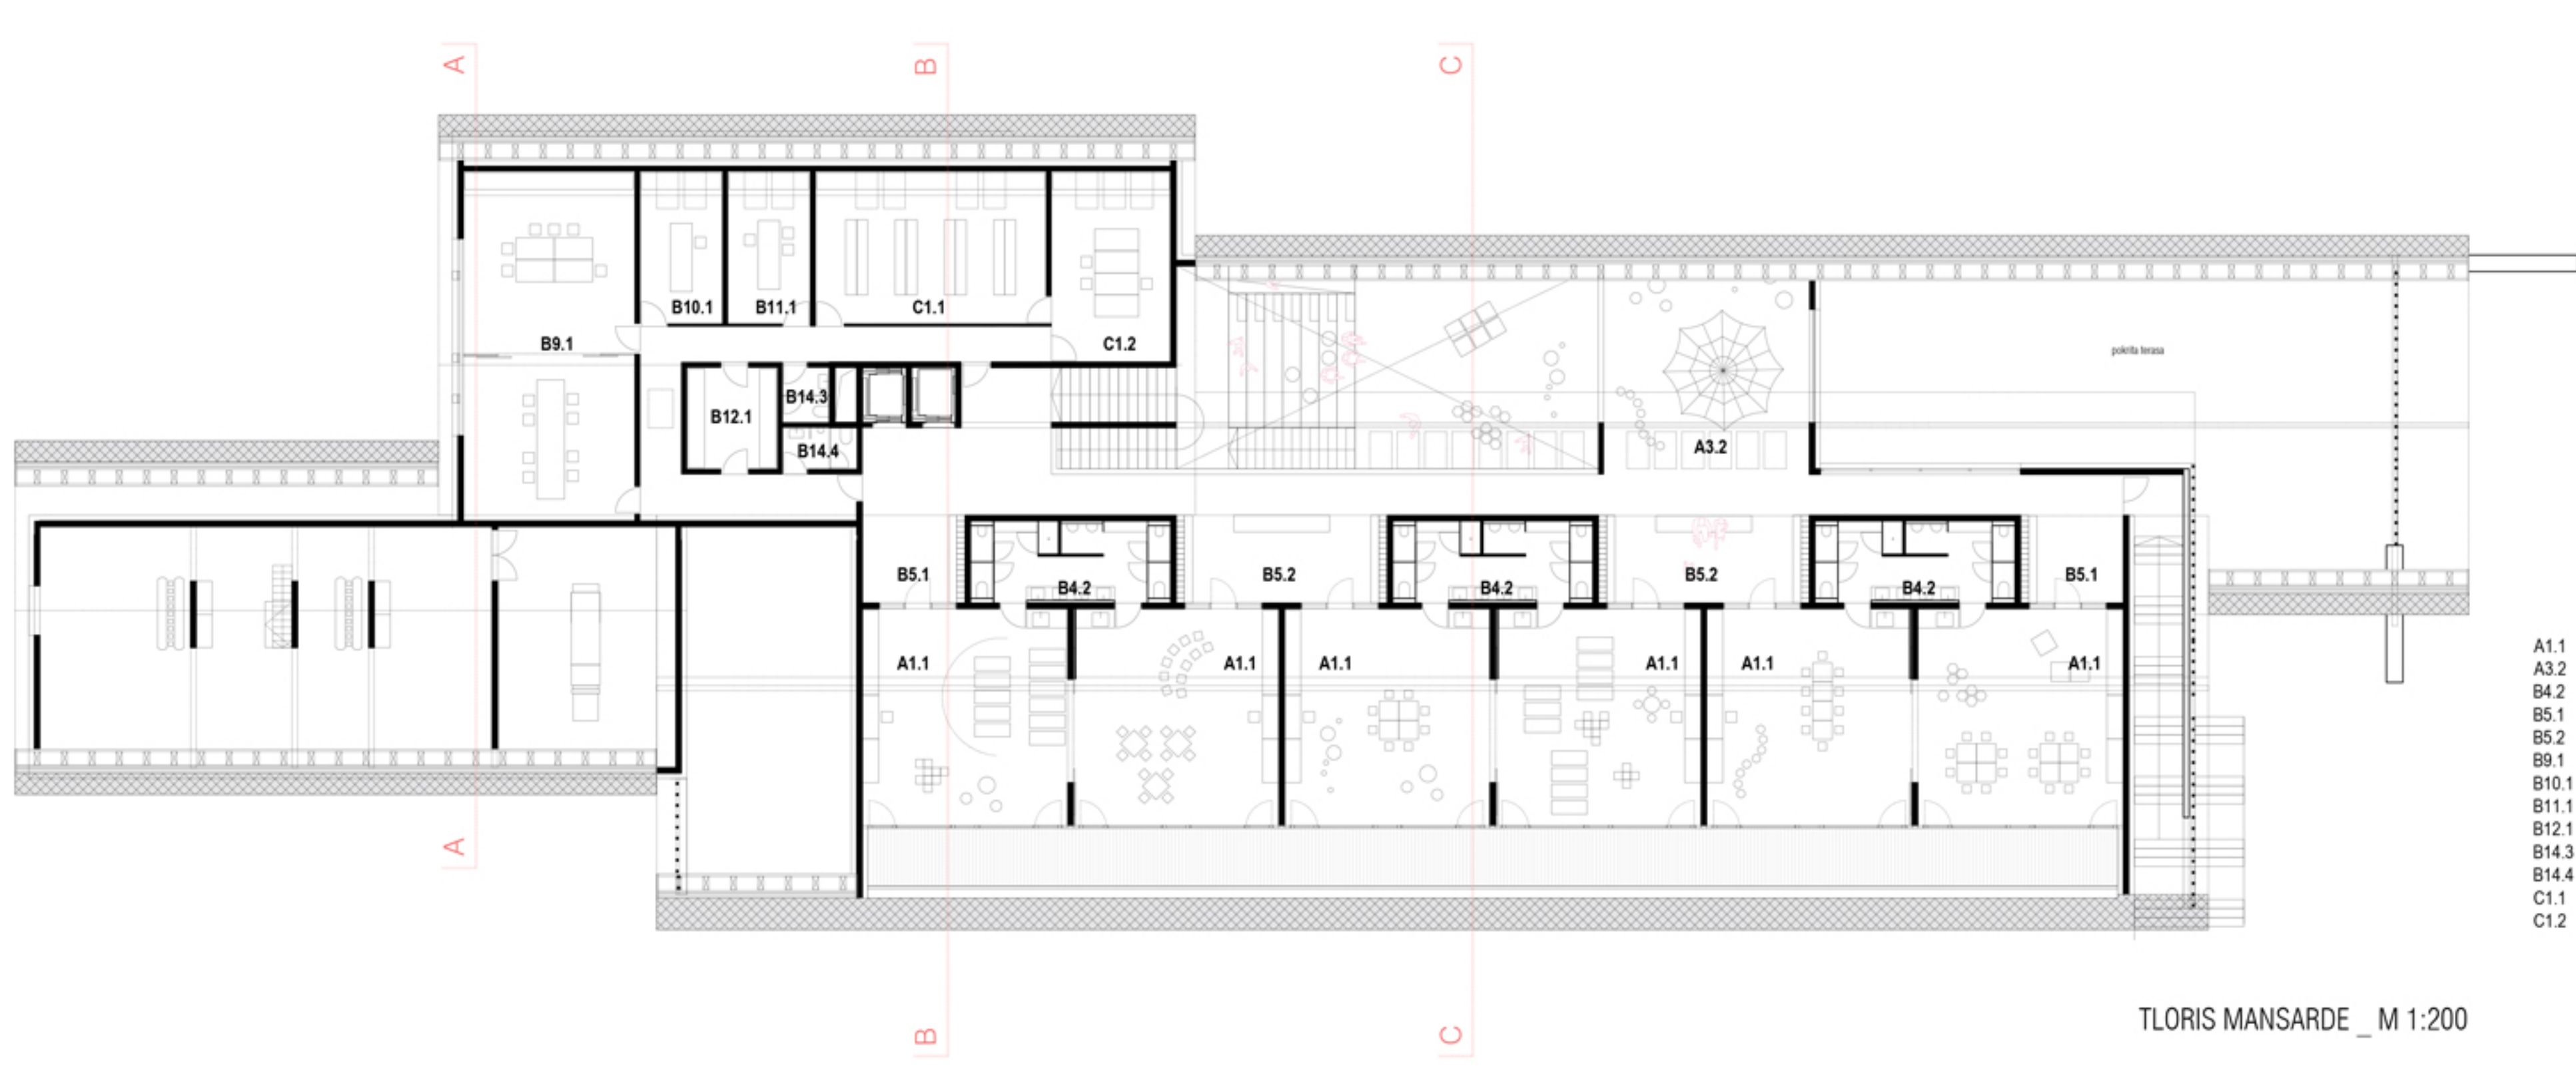 A
B
C
B10.1
B11.1
C1.1
B9.1
C1.2
pokrita terasa
B14.3
B12.1
B14.4
A3.2
B5.1
B4.2
B5.2
B4.2
B5.2
B4.2
B5.1
A1.1
A1.1
A1.1
A1.1
A1.1
A1.1
A1.1
A3.2
B4.2
B5.1
B5.2
B9.1
B10.1
B11.1
B12.1
B14.3
B14.4
C1.1
C1.2
A
B
C
TLORIS MANSARDE _ M 1:200